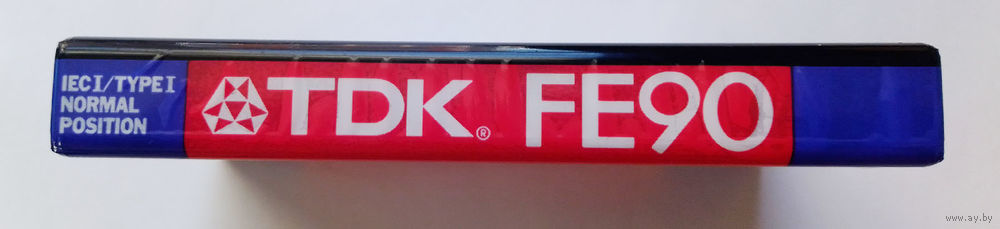 IEC I/TYPE I
NORMAL
POSITION
TDK® FE90
www.ay.by